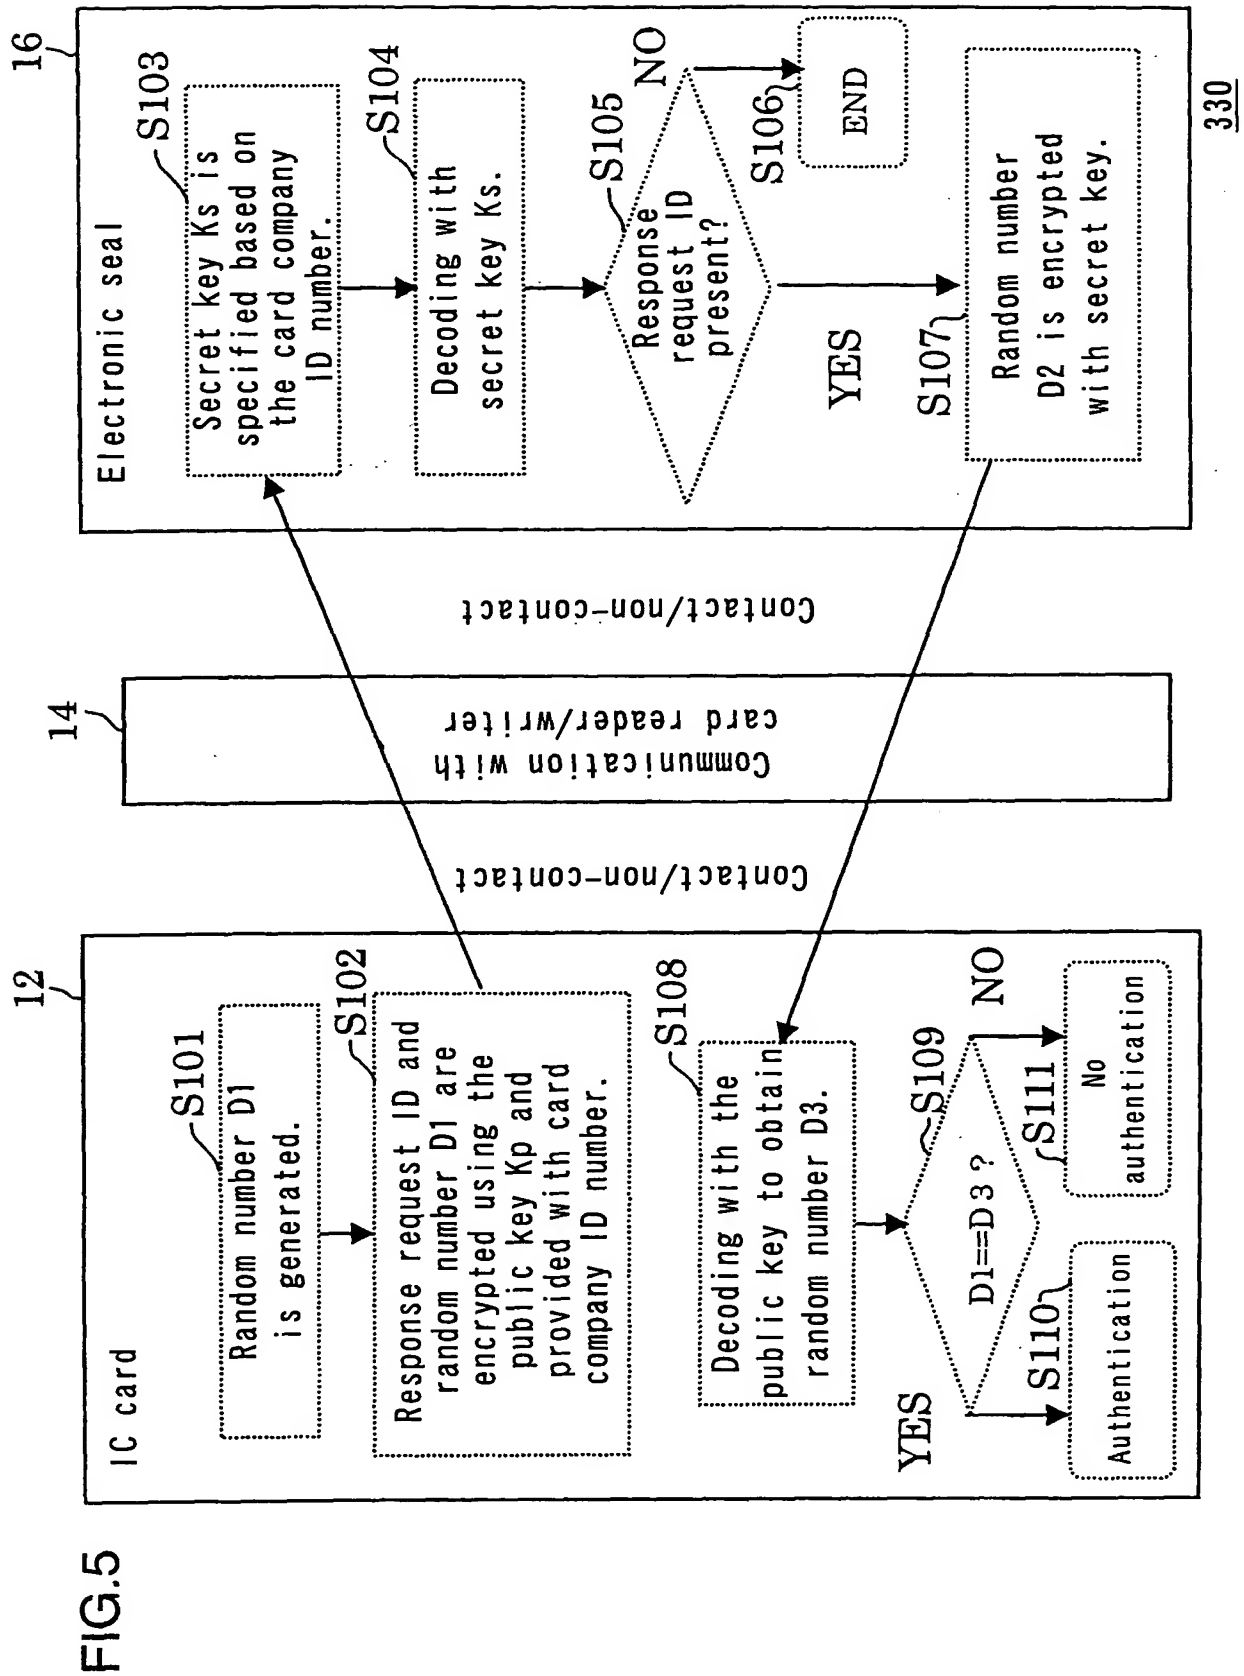 FIG.5
12
IC card
S101
Random number D1
is generated.
S102
Response request ID and
random number D1 are
encrypted using the
public key Kp and
provided with card
company ID number.
S108
Decoding with the
public key to obtain
random number D3.
S109
D1==D3?
YES
NO
S110
Authentication
S111
No
authentication
Contact/non-contact
14
Communication with
card reader/writer
Contact/non-contact
16
Electronic seal
S103
Secret key Ks is
specified based on
the card company
ID number.
S104
Decoding with
secret key Ks.
S105
Response
request ID
present?
NO
S106
END
YES
S107
Random number
D2 is encrypted
with secret key.
330